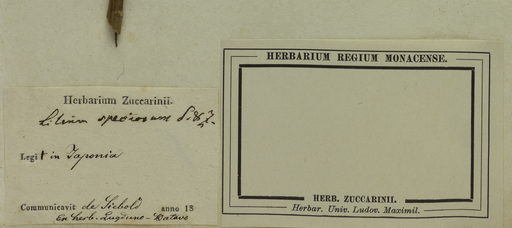 Herbarium Zuccarinii.
Lilium speciosum S. & Z.
Legit in Japonia
Communicavit de Siebold anno 18
Ex herb. Lugduno-Batavo
HERBARIUM REGIUM MONACENSE.
HERB. ZUCCARINII.
Herbar. Univ. Ludov. Maximil.